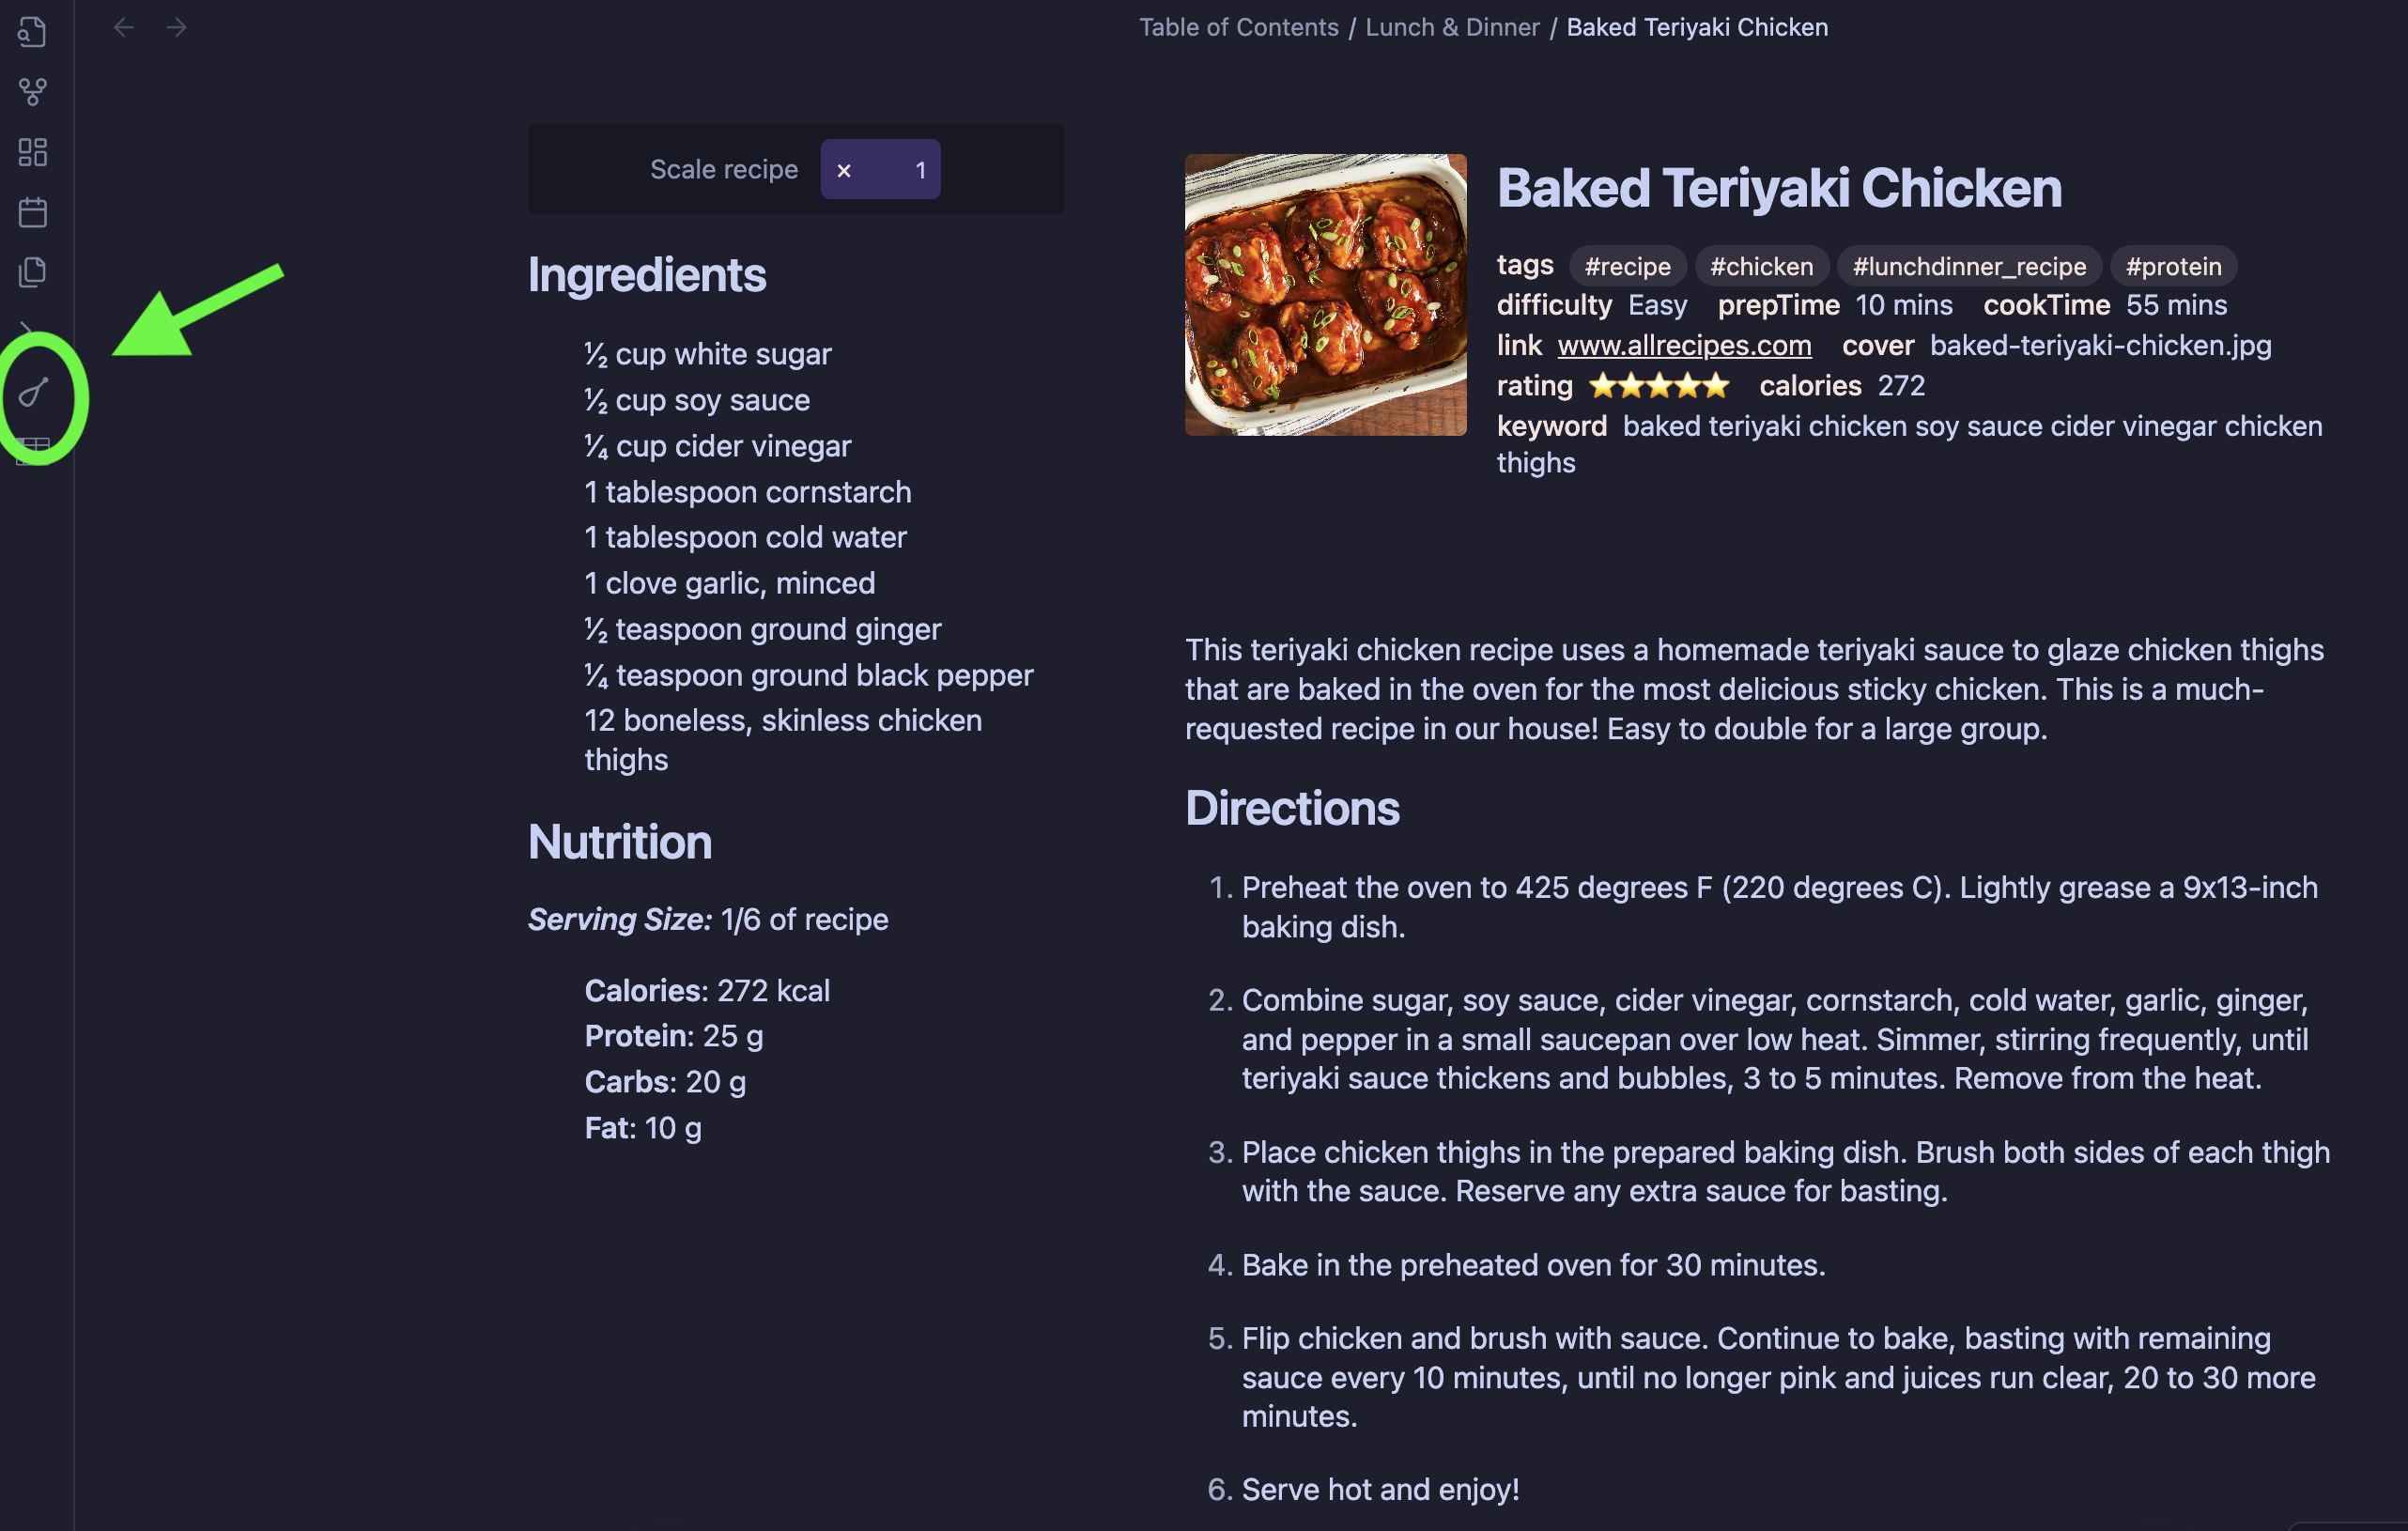 Table of Contents / Lunch & Dinner / Baked Teriyaki Chicken
Scale recipe × 1
Ingredients
½ cup white sugar
½ cup soy sauce
¼ cup cider vinegar
1 tablespoon cornstarch
1 tablespoon cold water
1 clove garlic, minced
½ teaspoon ground ginger
¼ teaspoon ground black pepper
12 boneless, skinless chicken
thighs
Nutrition
Serving Size: 1/6 of recipe
Calories: 272 kcal
Protein: 25 g
Carbs: 20 g
Fat: 10 g
Baked Teriyaki Chicken
tags #recipe #chicken #lunchdinner_recipe #protein
difficulty Easy prepTime 10 mins cookTime 55 mins
link www.allrecipes.com cover baked-teriyaki-chicken.jpg
rating ⭐⭐⭐⭐⭐ calories 272
keyword baked teriyaki chicken soy sauce cider vinegar chicken
thighs
This teriyaki chicken recipe uses a homemade teriyaki sauce to glaze chicken thighs
that are baked in the oven for the most delicious sticky chicken. This is a much-
requested recipe in our house! Easy to double for a large group.
Directions
1. Preheat the oven to 425 degrees F (220 degrees C). Lightly grease a 9x13-inch
baking dish.
2. Combine sugar, soy sauce, cider vinegar, cornstarch, cold water, garlic, ginger,
and pepper in a small saucepan over low heat. Simmer, stirring frequently, until
teriyaki sauce thickens and bubbles, 3 to 5 minutes. Remove from the heat.
3. Place chicken thighs in the prepared baking dish. Brush both sides of each thigh
with the sauce. Reserve any extra sauce for basting.
4. Bake in the preheated oven for 30 minutes.
5. Flip chicken and brush with sauce. Continue to bake, basting with remaining
sauce every 10 minutes, until no longer pink and juices run clear, 20 to 30 more
minutes.
6. Serve hot and enjoy!